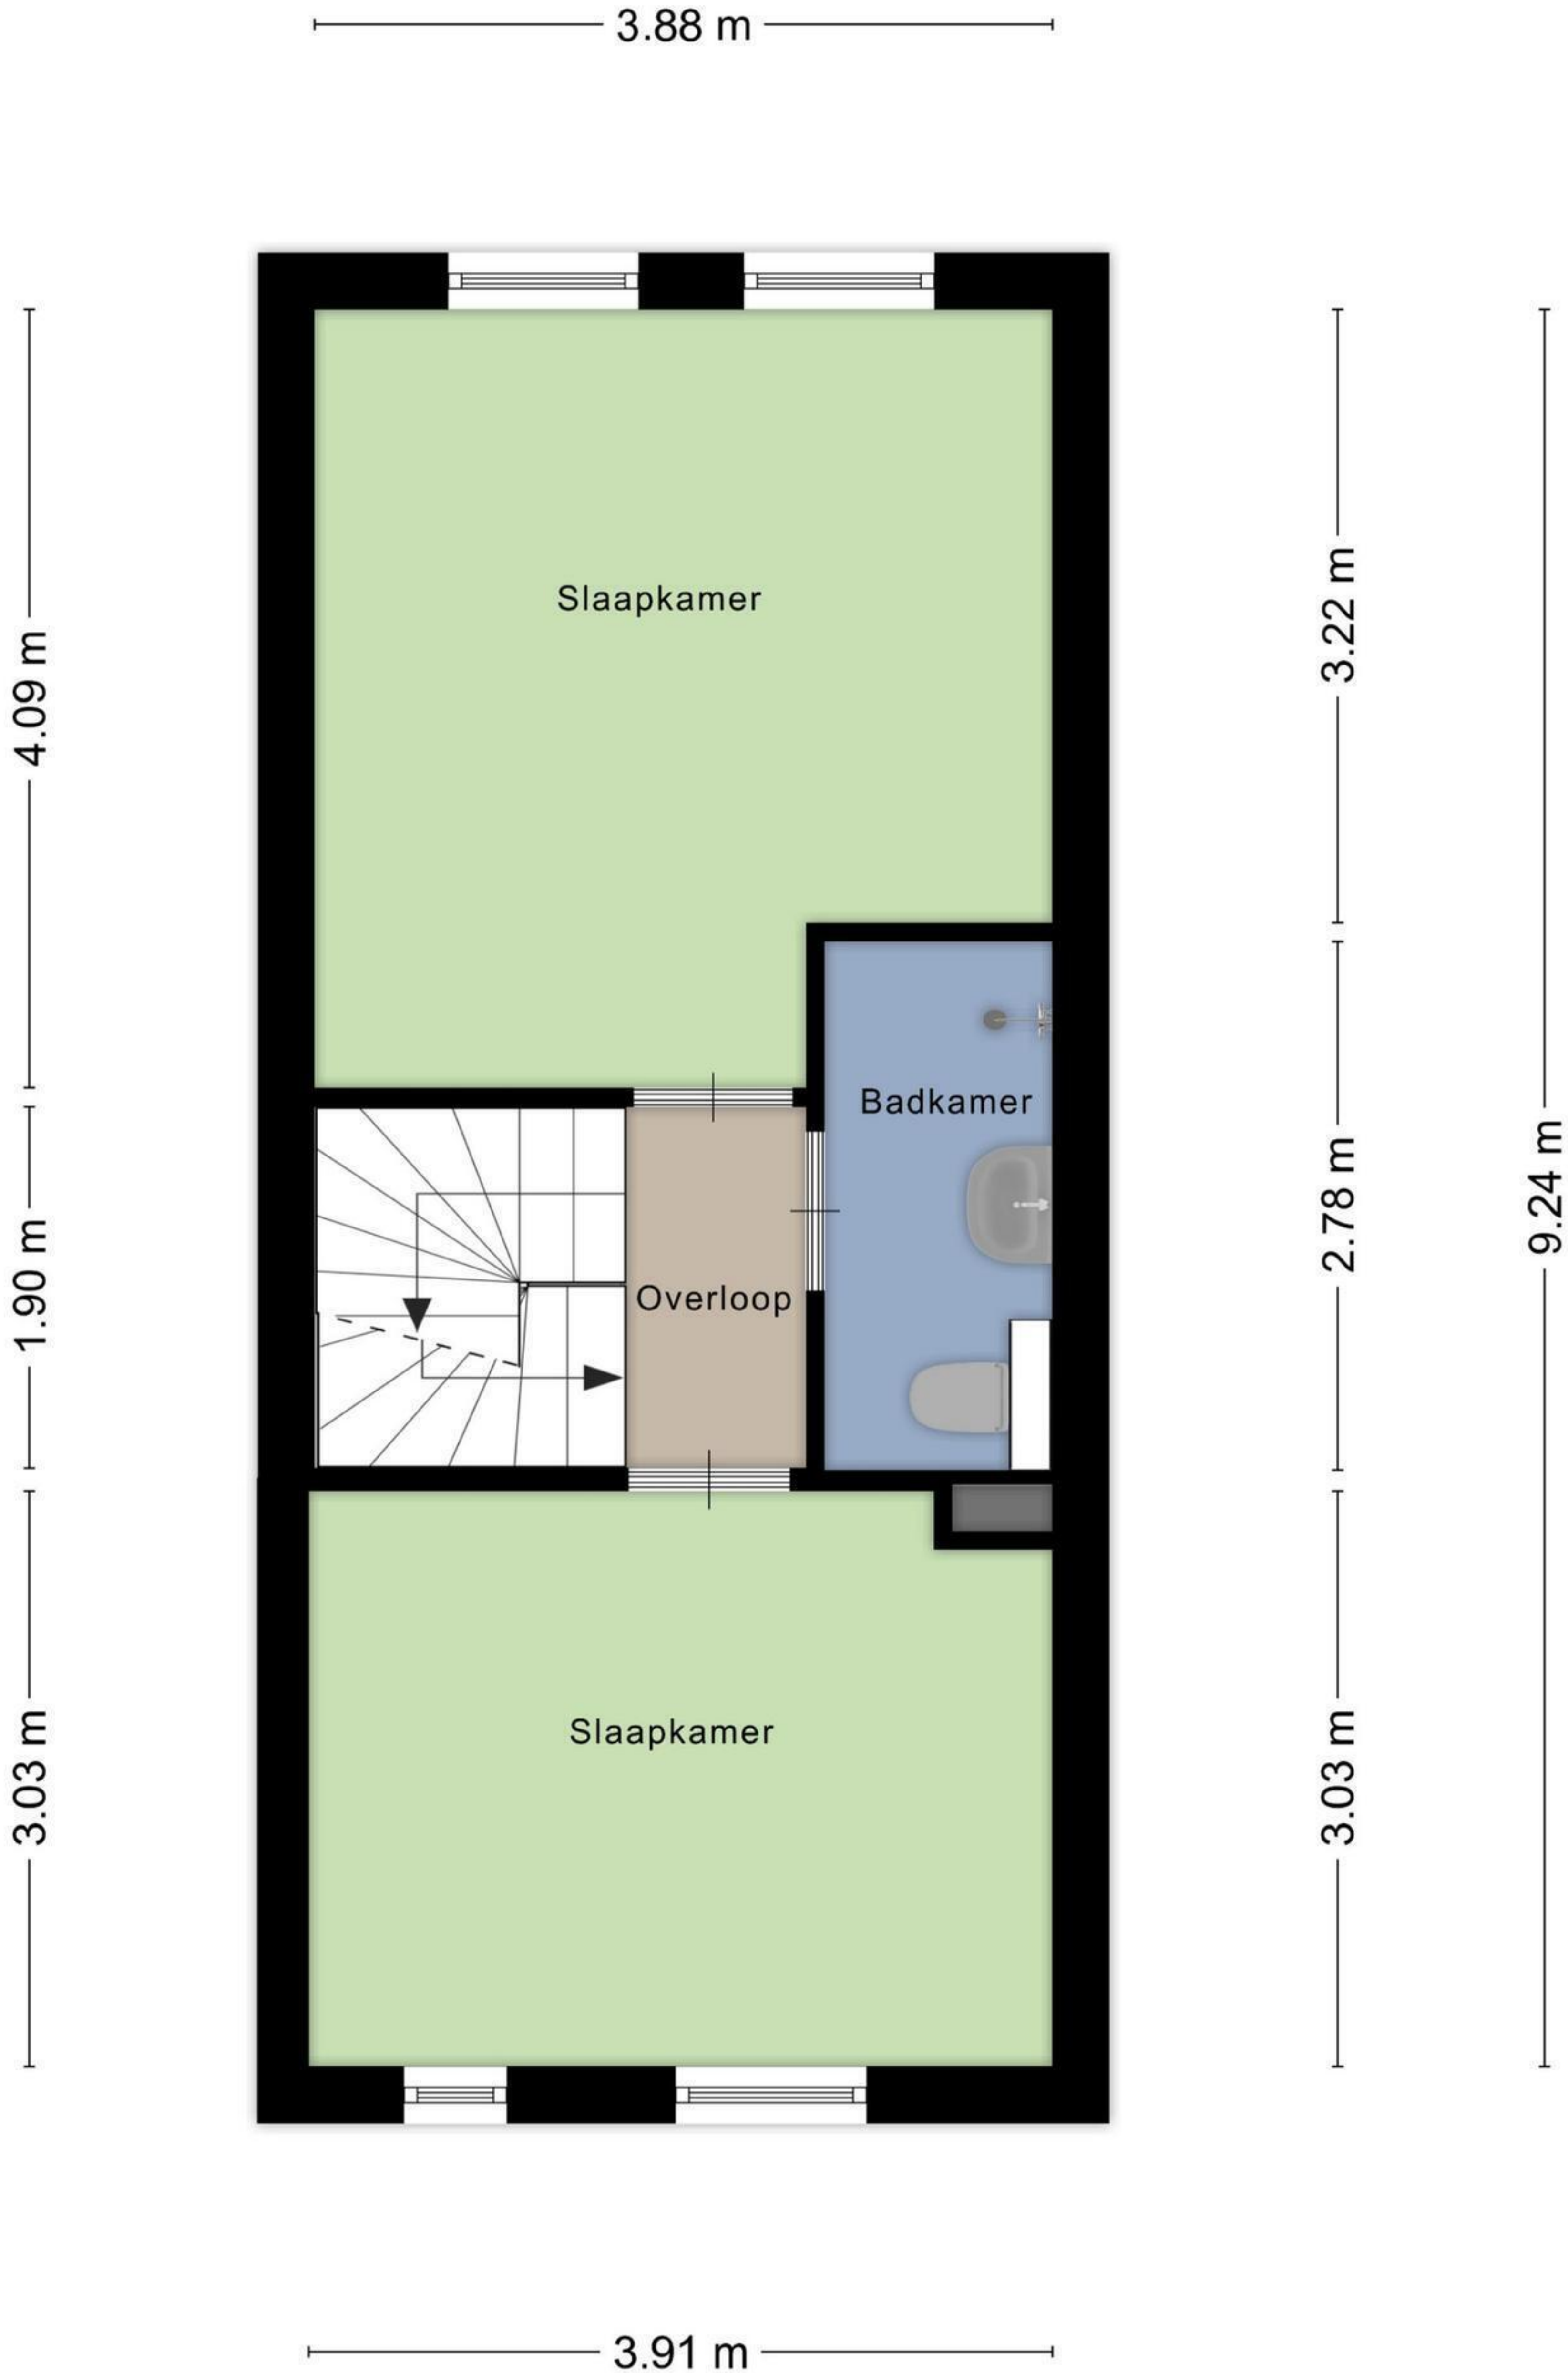 3.88 m
Slaapkamer
3.22 m
4.09 m
Badkamer
9.24 m
2.78 m
1.90 m
Overloop
Slaapkamer
3.03 m
3.03 m
3.91 m